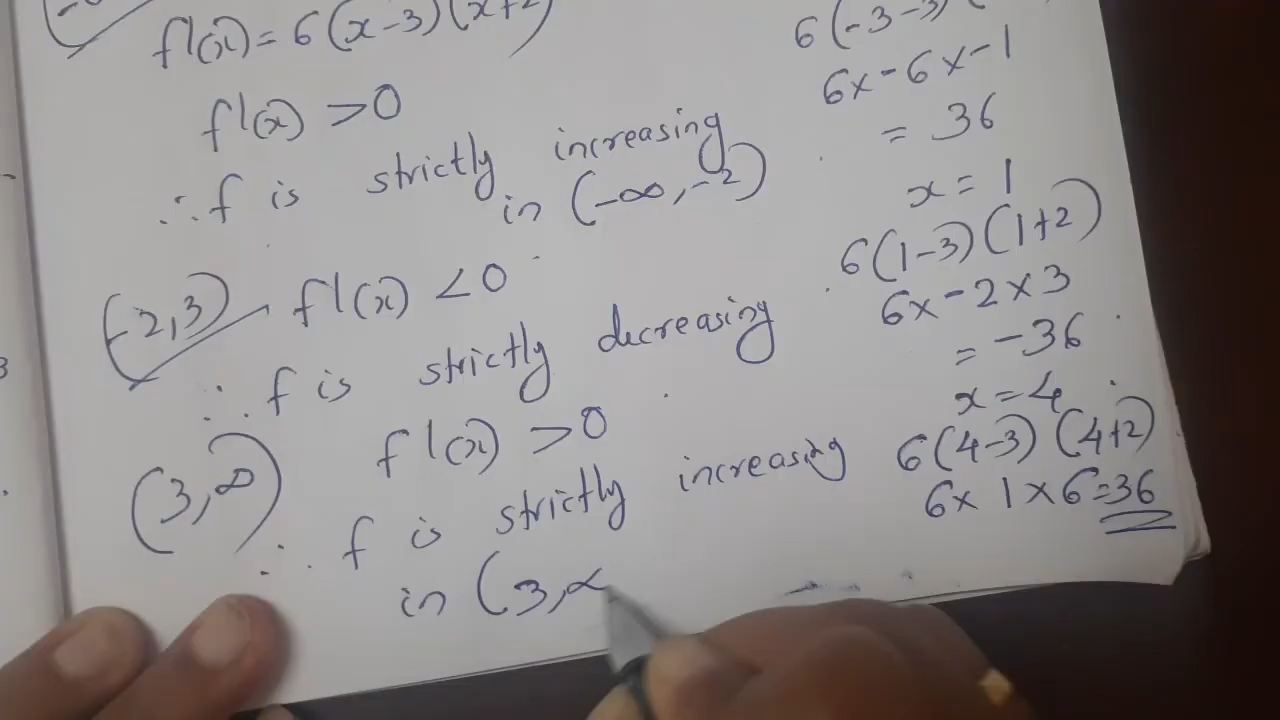 f'(x) = 6(x-3)(x+2)
f'(x) > 0
∴ f is strictly increasing
in (-∞, -2)
(-2,3) f'(x) < 0
∴ f is strictly decreasing
(3,∞) f'(x) > 0
∴ f is strictly increasing
in (3,∞
6(-3-3)(
6x-6x-1
= 36
x = 1
6(1-3)(1+2)
6x-2x3
= -36
x = 4
6(4-3)(4+2)
6x1x6=36